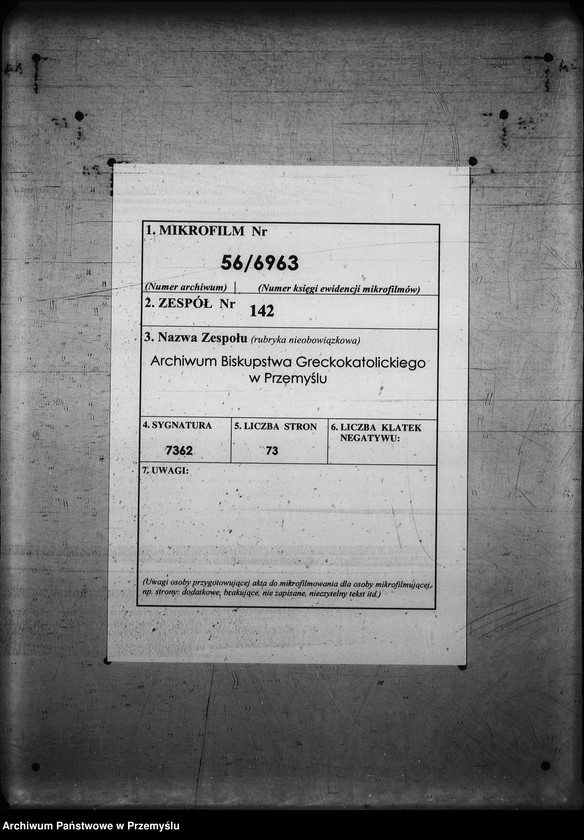 1. MIKROFILM Nr
56/6963
(Numer archiwum) | (Numer księgi ewidencji mikrofilmów)
2. ZESPÓŁ Nr 142
3. Nazwa Zespołu (rubryka nieobowiązkowa)
Archiwum Biskupstwa Greckokatolickiego
w Przemyślu
4. SYGNATURA
7362
5. LICZBA STRON
73
6. LICZBA KLATEK
NEGATYWU:
7. UWAGI:
(Uwagi osoby przygotowującej akta do mikrofilmowania dla osoby mikrofilmującej,
np. strony: dodatkowe, brakujące, nie zapisane, nieczytelny tekst itd.)
Archiwum Państwowe w Przemyślu